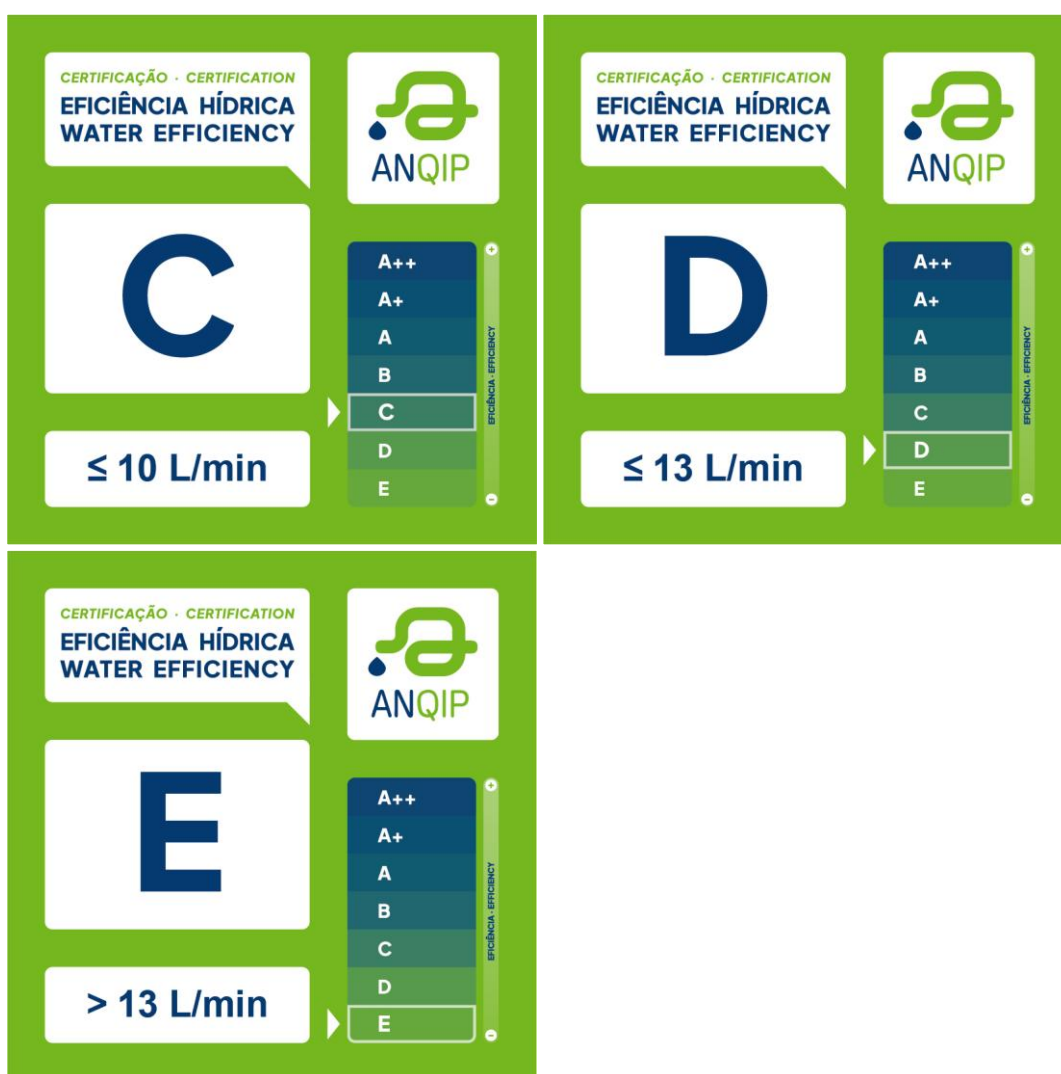 CERTIFICAÇÃO · CERTIFICATION
EFICIÊNCIA HÍDRICA
WATER EFFICIENCY
ANQIP
C
A++
A+
A
B
C
D
E
+
EFICIÊNCIA · EFFICIENCY
-
≤ 10 L/min
CERTIFICAÇÃO · CERTIFICATION
EFICIÊNCIA HÍDRICA
WATER EFFICIENCY
ANQIP
D
A++
A+
A
B
C
D
E
+
EFICIÊNCIA · EFFICIENCY
-
≤ 13 L/min
CERTIFICAÇÃO · CERTIFICATION
EFICIÊNCIA HÍDRICA
WATER EFFICIENCY
ANQIP
E
A++
A+
A
B
C
D
E
+
EFICIÊNCIA · EFFICIENCY
-
> 13 L/min